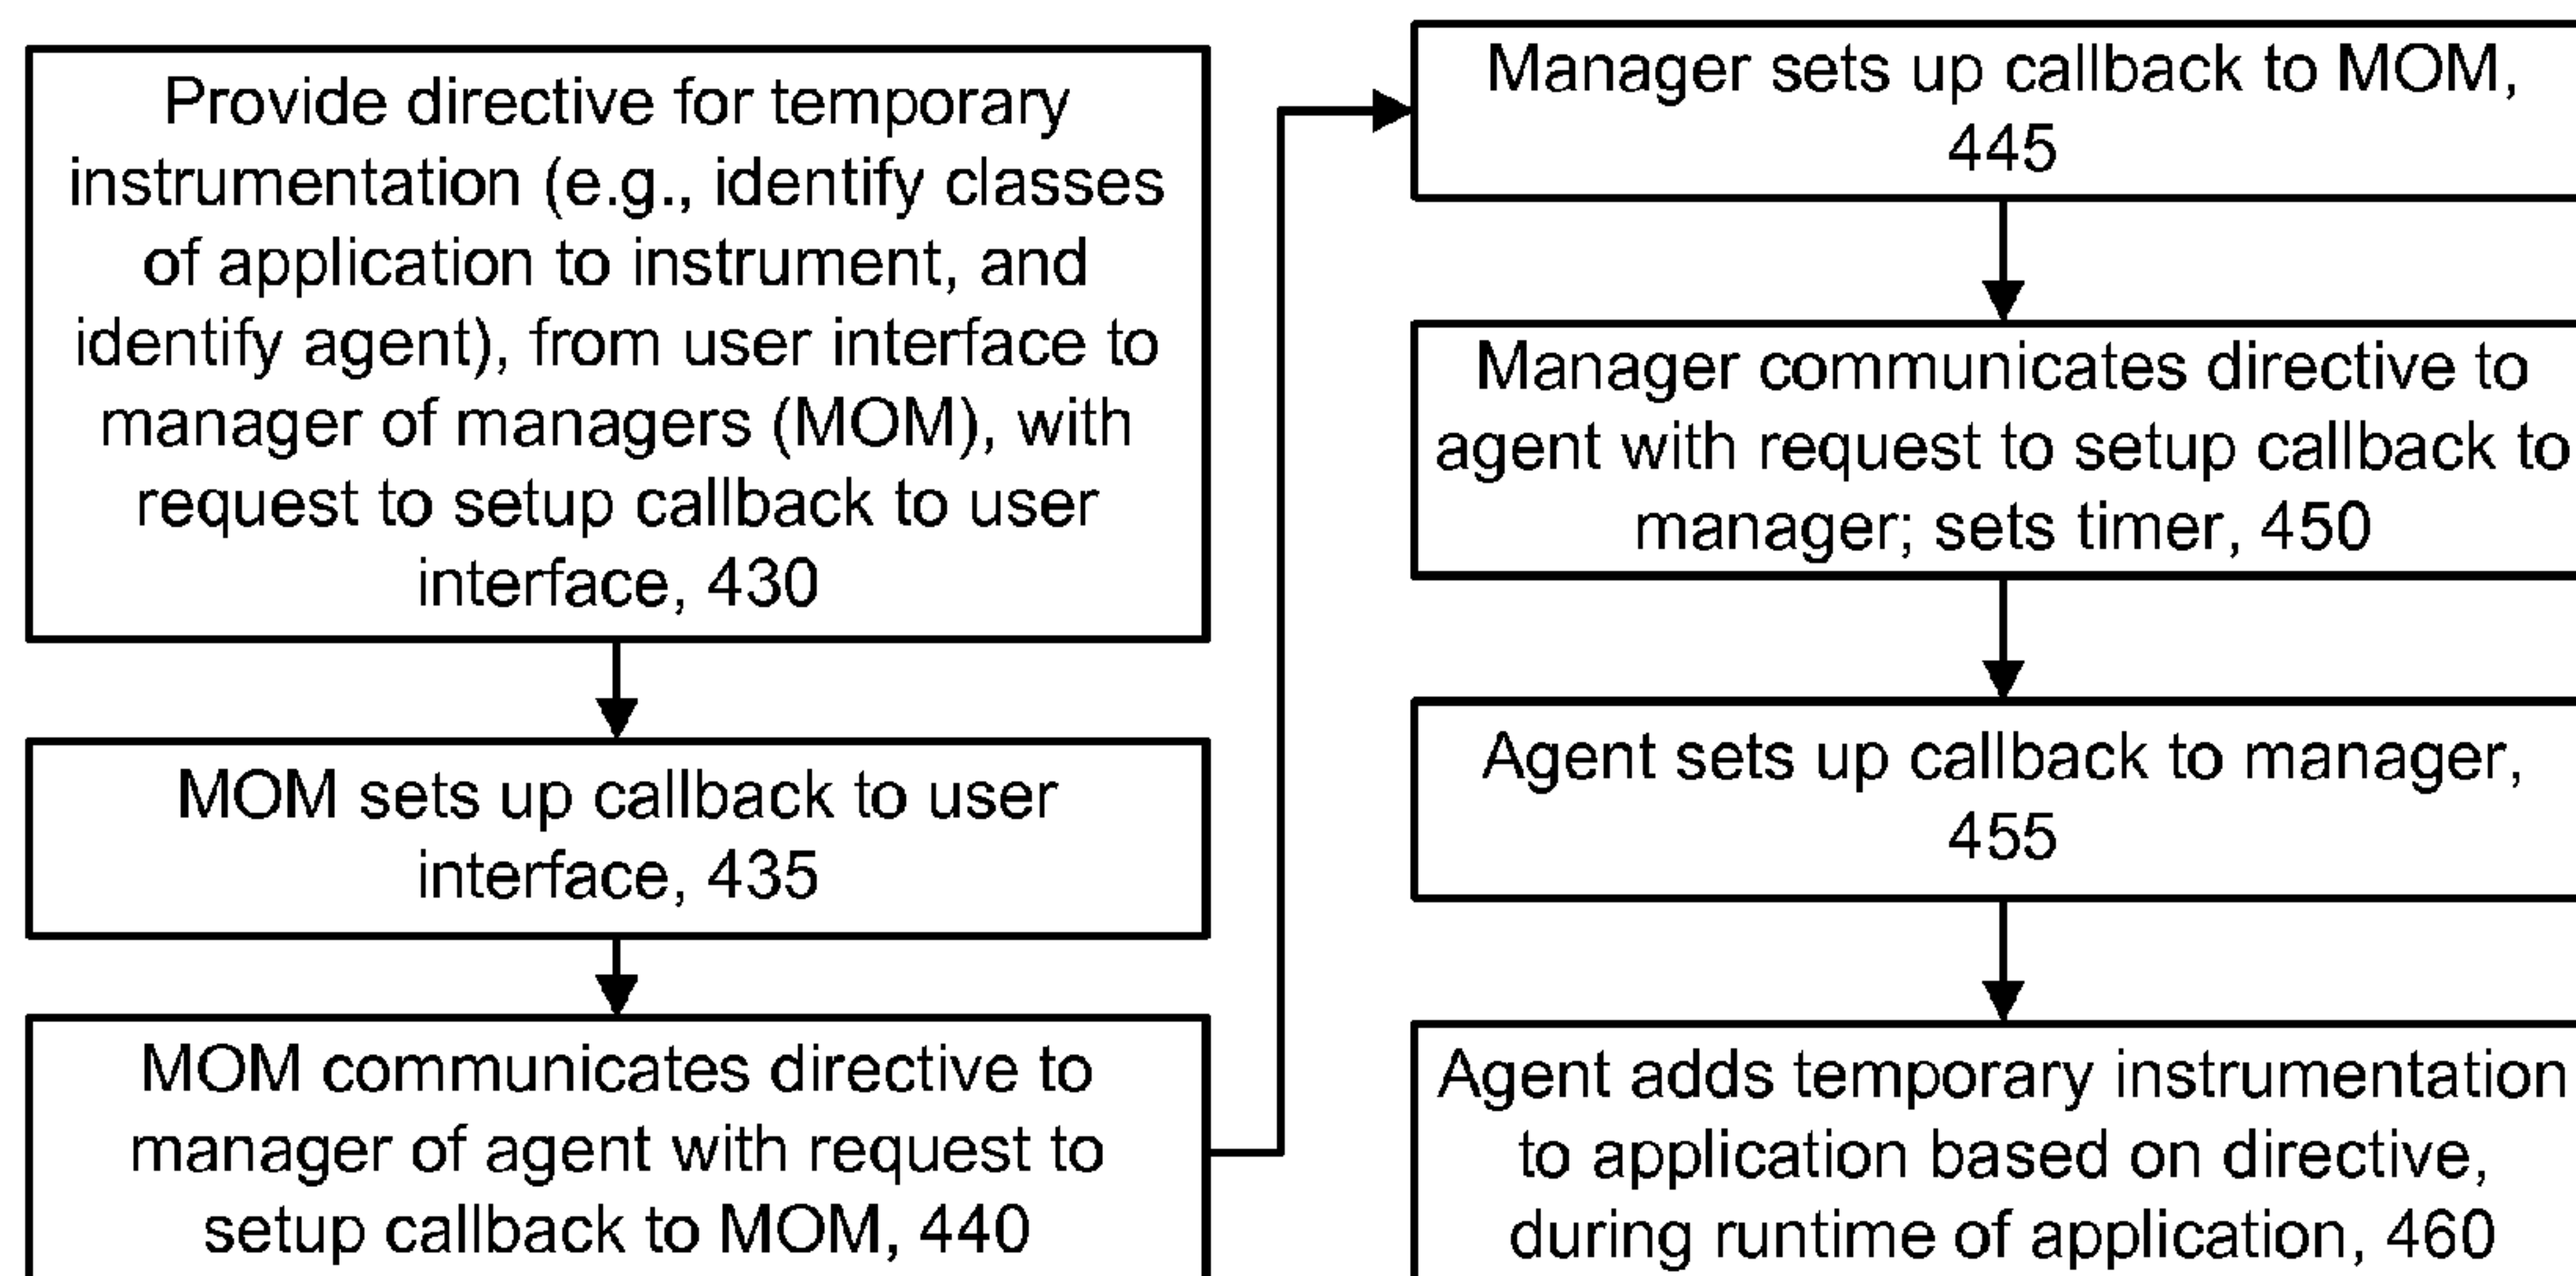 Provide directive for temporary
instrumentation (e.g., identify classes
of application to instrument, and
identify agent), from user interface to
manager of managers (MOM), with
request to setup callback to user
interface, 430
MOM sets up callback to user
interface, 435
MOM communicates directive to
manager of agent with request to
setup callback to MOM, 440
Manager sets up callback to MOM,
445
Manager communicates directive to
agent with request to setup callback to
manager; sets timer, 450
Agent sets up callback to manager,
455
Agent adds temporary instrumentation
to application based on directive,
during runtime of application, 460